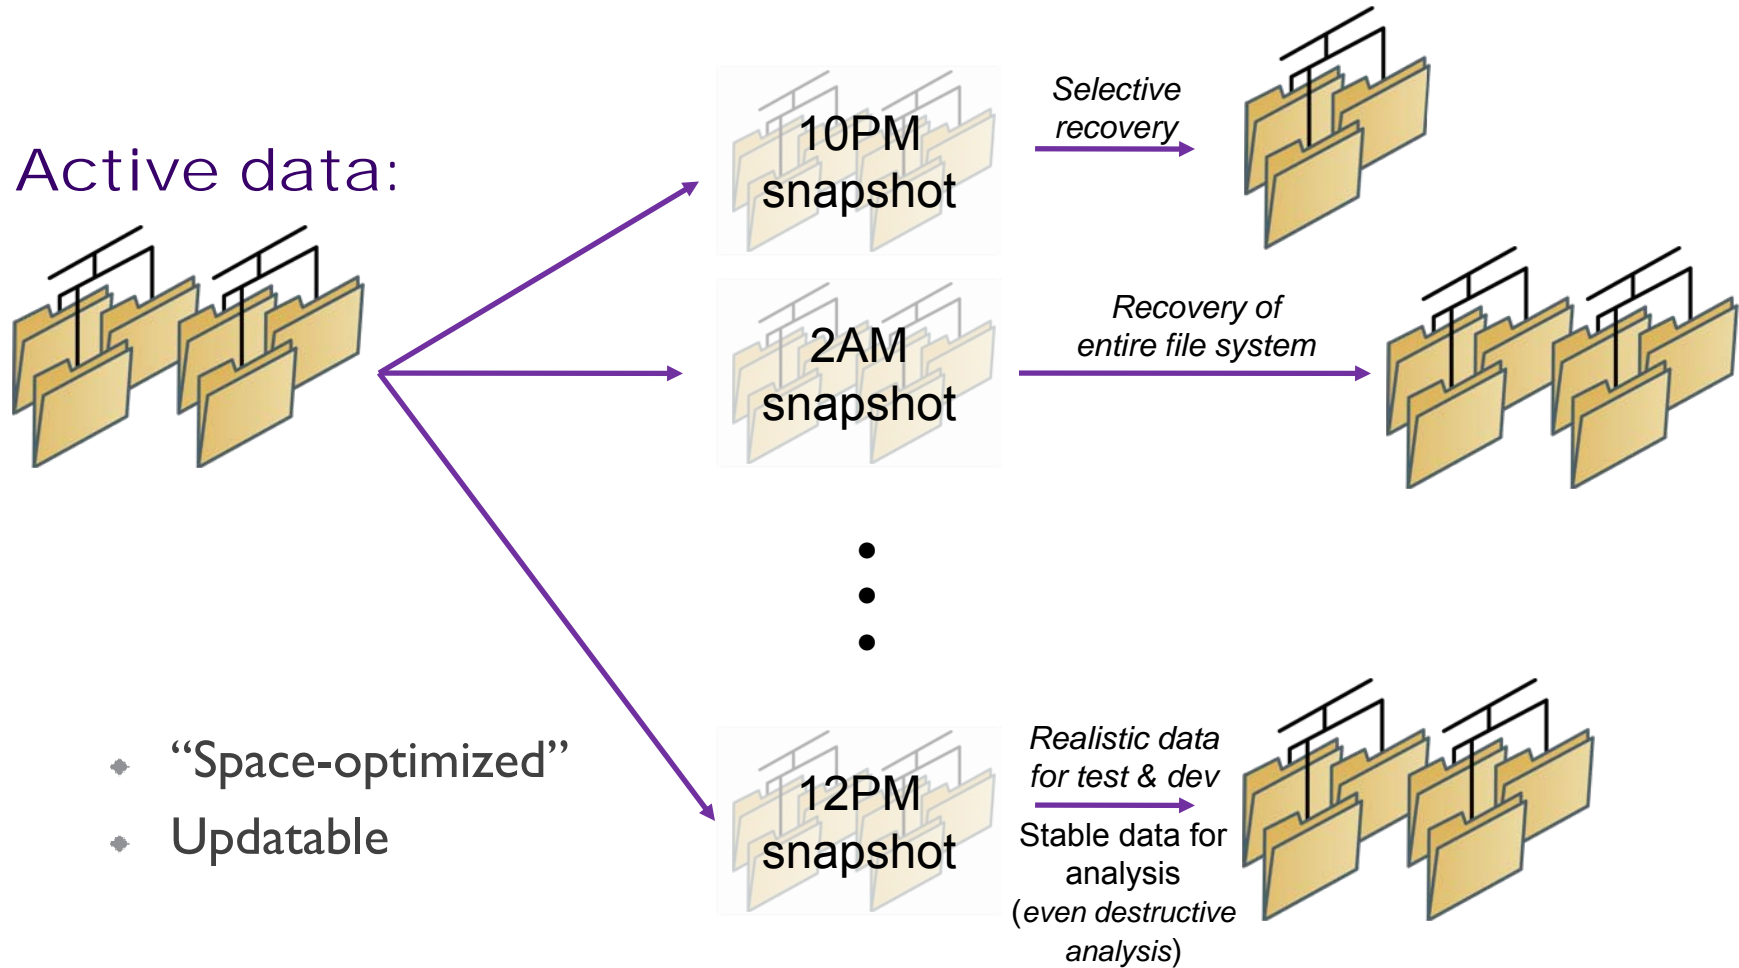 Active data:
10PM
snapshot
Selective
recovery
2AM
snapshot
Recovery of
entire file system
“Space-optimized”
Updatable
12PM
snapshot
Realistic data
for test & dev
Stable data for
analysis
(even destructive
analysis)